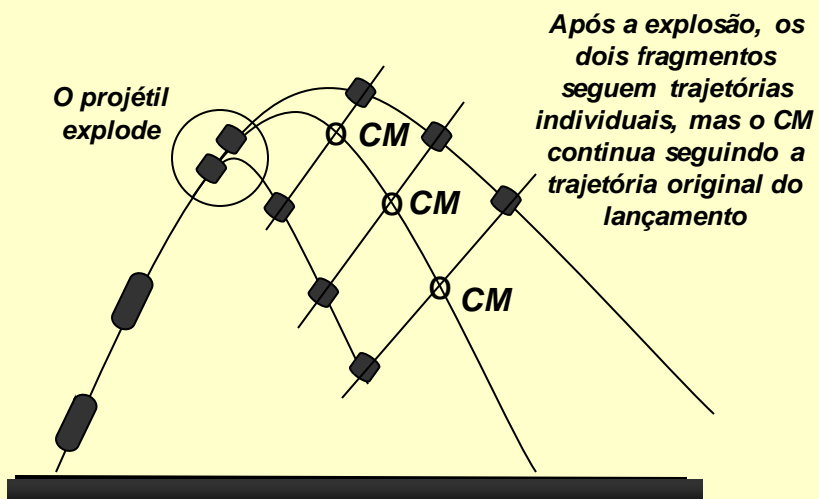 Após a explosão, os
dois fragmentos
seguem trajetórias
individuais, mas o CM
continua seguindo a
trajetória original do
lançamento
O projétil
explode
CM
CM
CM